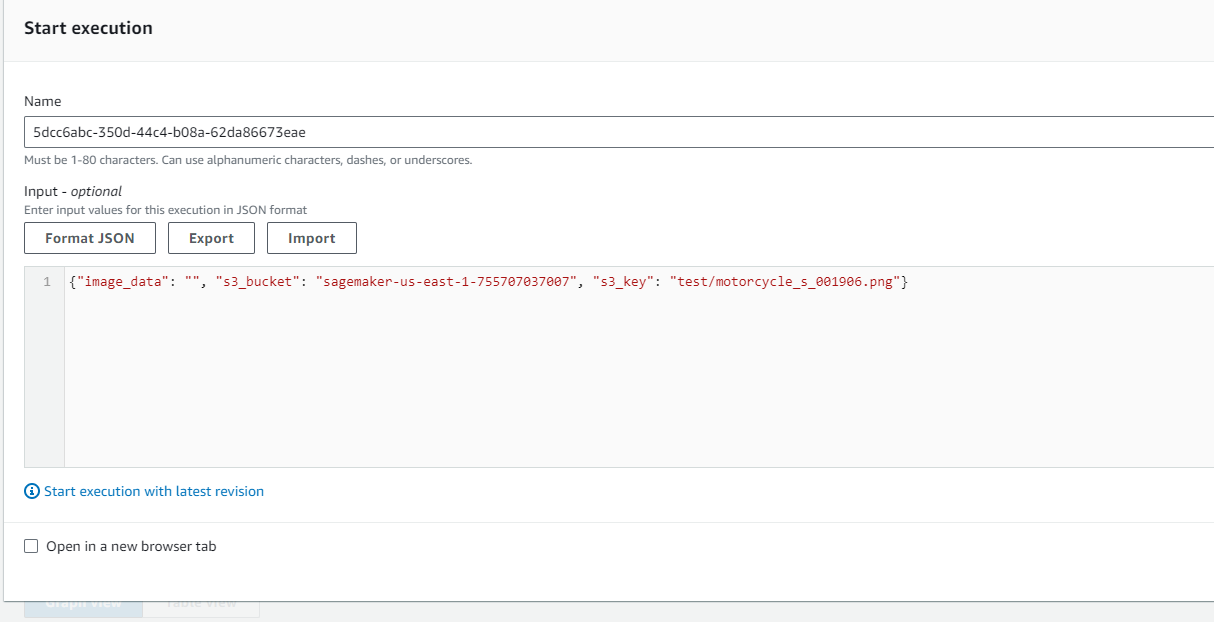 Start execution
Name
5dcc6abc-350d-44c4-b08a-62da86673eae
Must be 1-80 characters. Can use alphanumeric characters, dashes, or underscores.
Input - optional
Enter input values for this execution in JSON format
Format JSON Export Import
1 {"image_data": "", "s3_bucket": "sagemaker-us-east-1-755707037007", "s3_key": "test/motorcycle_s_001906.png"}
Start execution with latest revision
Open in a new browser tab
Graph view Table view